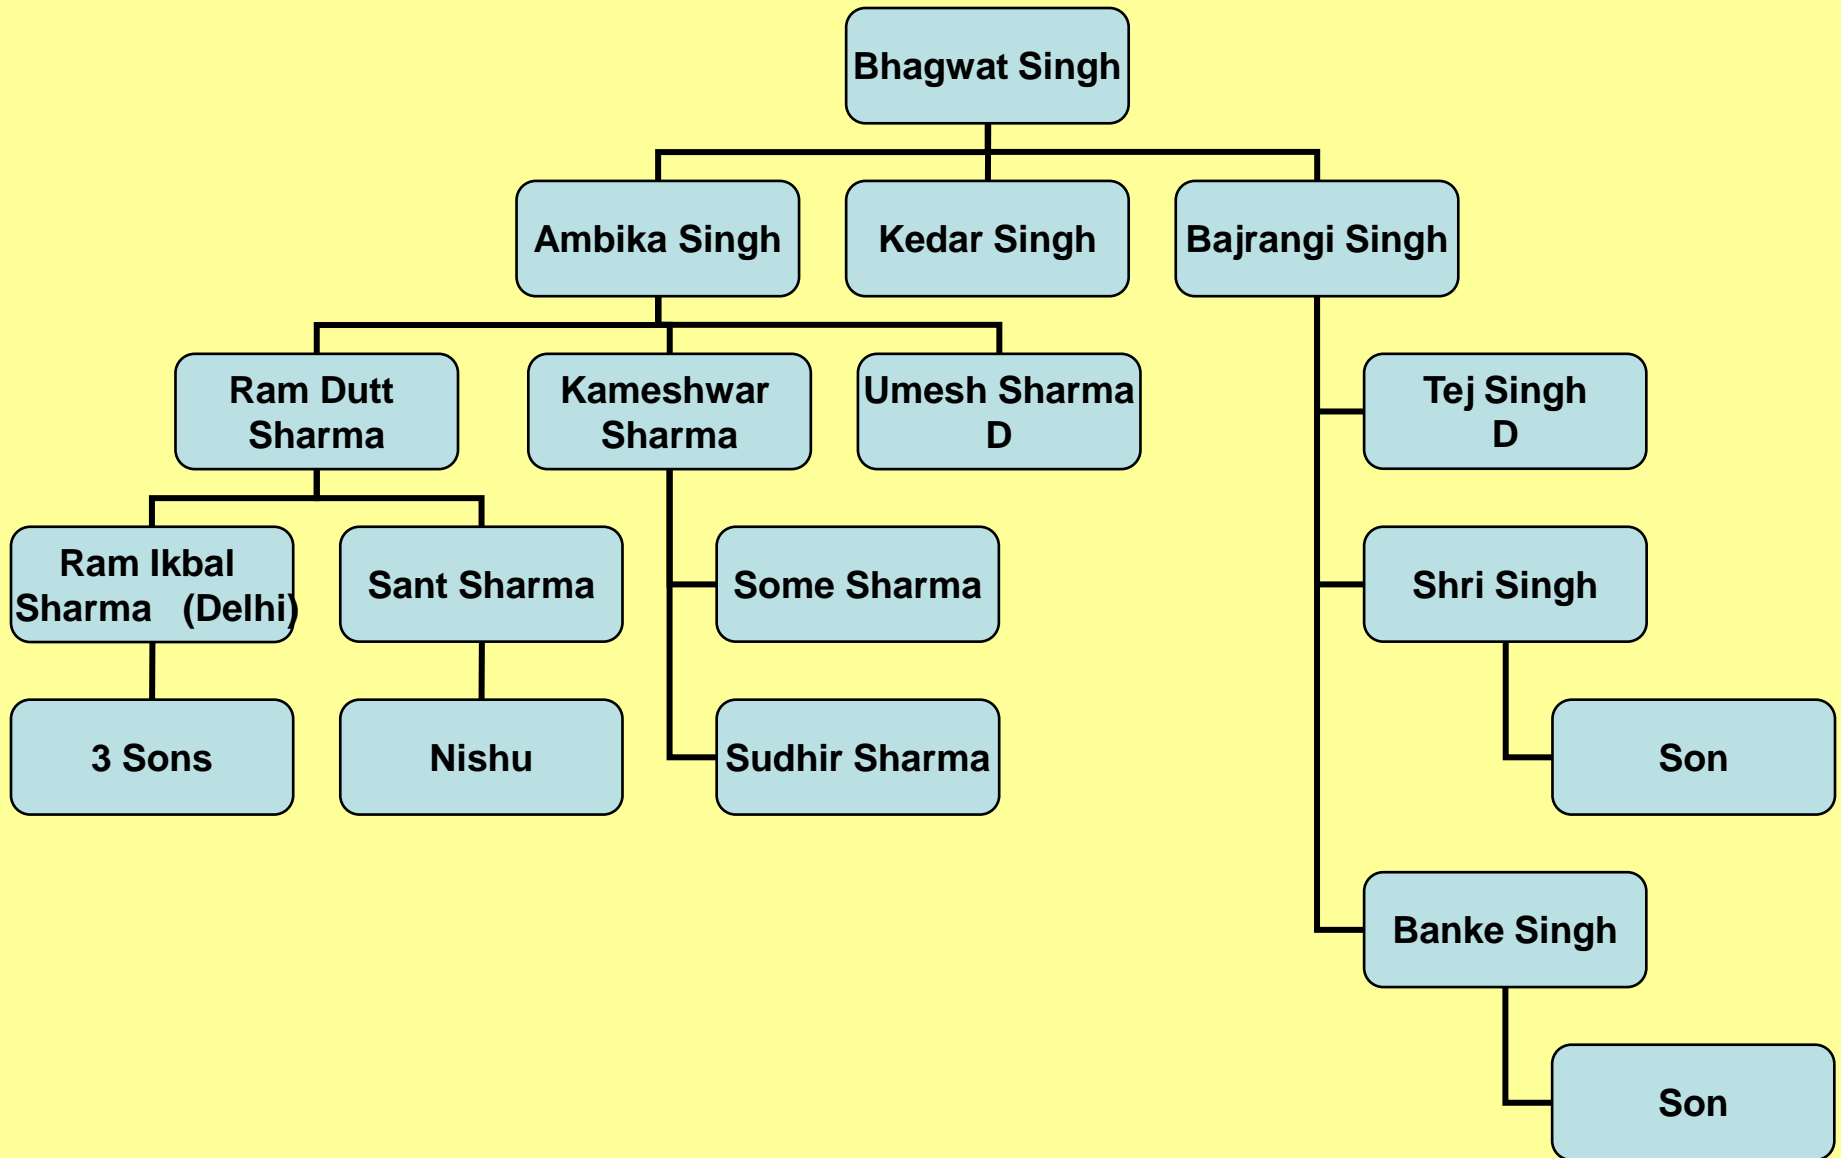 Bhagwat Singh
Ambika Singh
Kedar Singh
Bajrangi Singh
Ram Dutt
Sharma
Kameshwar
Sharma
Umesh Sharma
D
Tej Singh
D
Ram Ikbal
Sharma (Delhi)
Sant Sharma
Some Sharma
Shri Singh
3 Sons
Nishu
Sudhir Sharma
Son
Banke Singh
Son